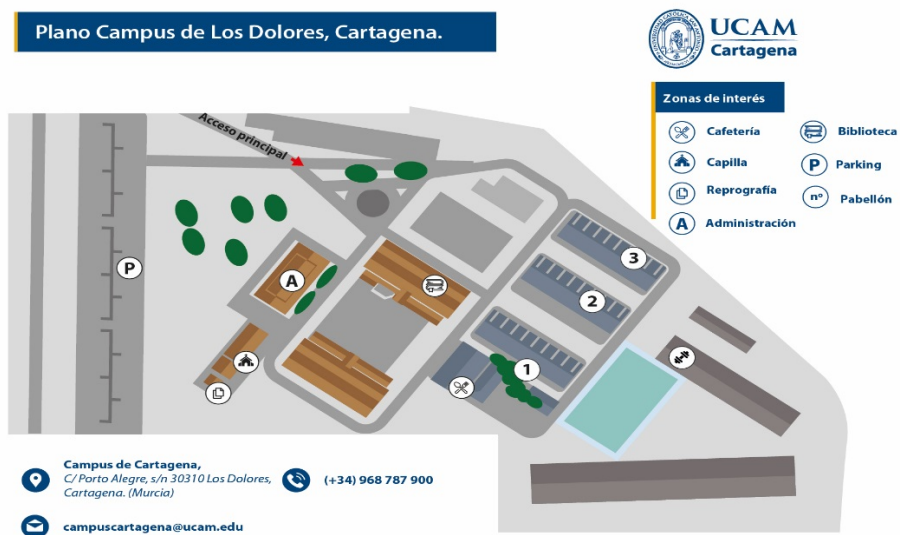 Plano Campus de Los Dolores, Cartagena.
UCAM
Cartagena
Zonas de interés
Cafetería
Biblioteca
Capilla
P
Parking
Reprografía
nº
Pabellón
A
Administración
Acceso principal
P
A
3
2
1
Campus de Cartagena,
C/ Porto Alegre, s/n 30310 Los Dolores,
Cartagena. (Murcia)
(+34) 968 787 900
campuscartagena@ucam.edu